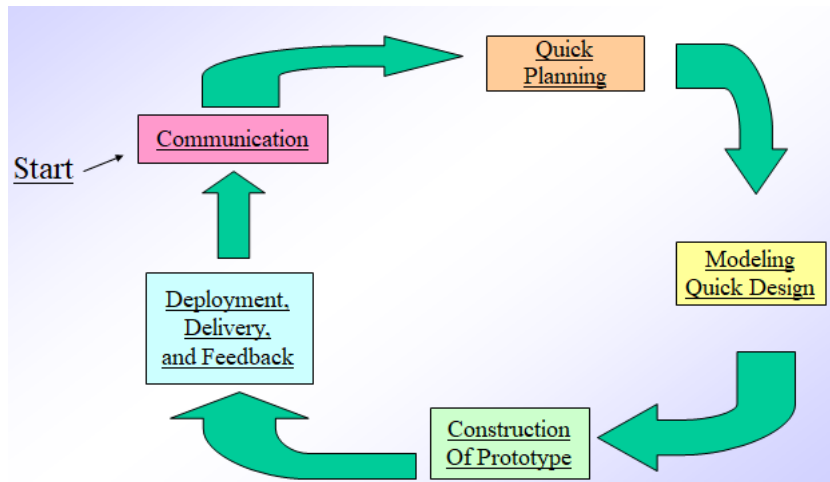 Start
Communication
Quick
Planning
Modeling
Quick Design
Construction
Of Prototype
Deployment,
Delivery,
and Feedback